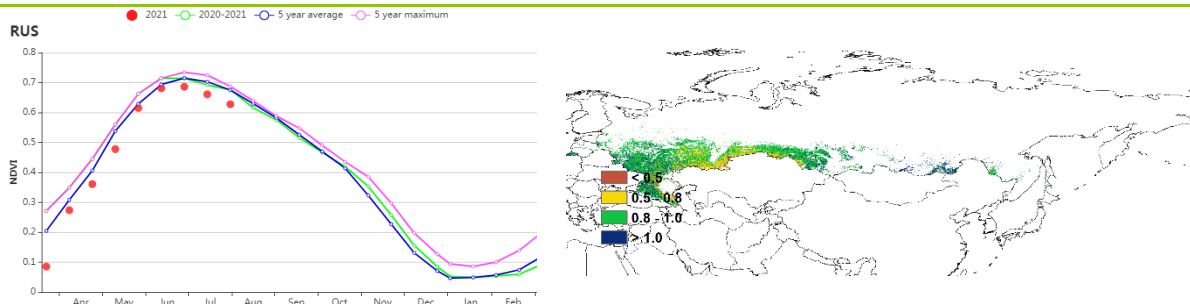 2021 2020-2021 5 year average 5 year maximum
RUS
0.8
0.7
0.6
0.5
0.4
0.3
0.2
0.1
0
NDVI
Apr May Jun Jul Aug Sep Oct Nov Dec Jan Feb
< 0.5
0.5 - 0.8
0.8 - 1.0
> 1.0